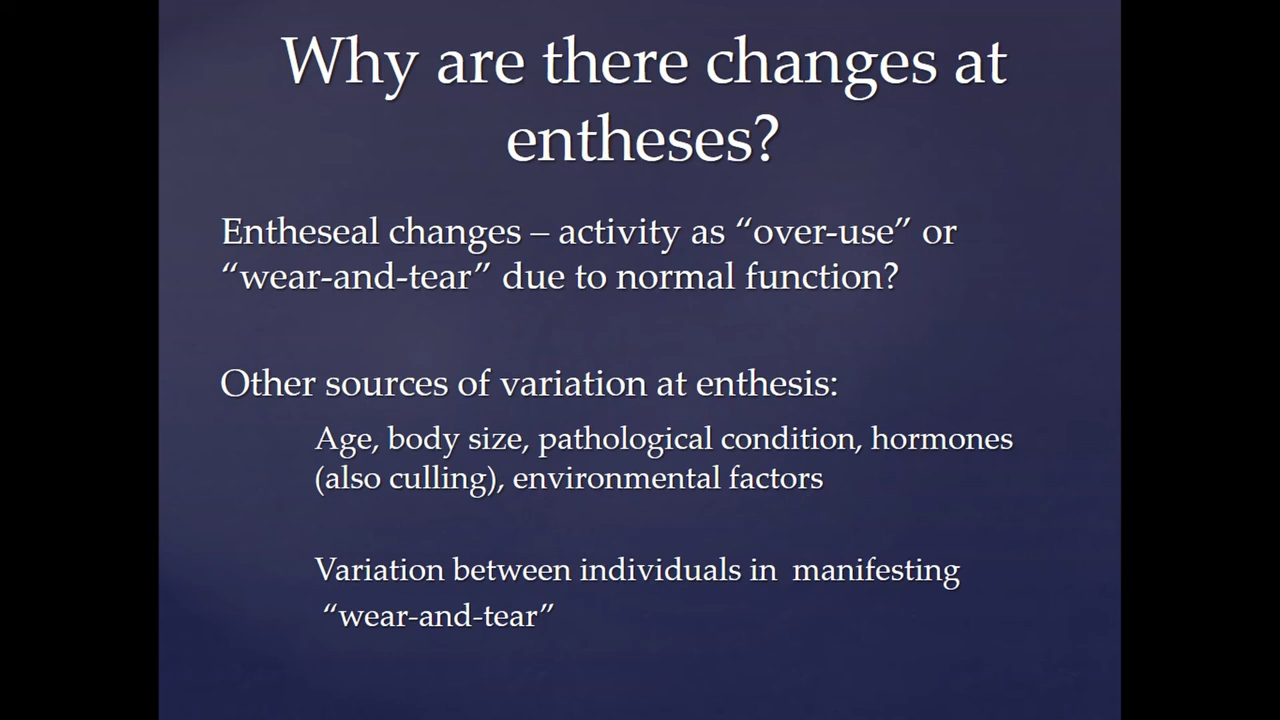 Why are there changes at
entheses?
Entheseal changes – activity as “over-use” or
“wear-and-tear” due to normal function?
Other sources of variation at enthesis:
Age, body size, pathological condition, hormones
(also culling), environmental factors
Variation between individuals in  manifesting
“wear-and-tear”